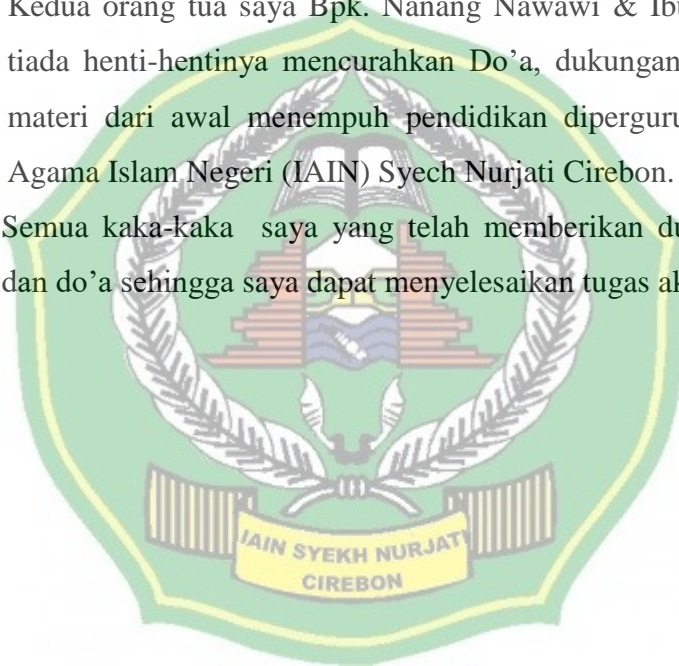 Kedua orang tua saya Bpk. Nanang Nawawi & Ibu
tiada henti-hentinya mencurahkan Do’a, dukungan
materi dari awal menempuh pendidikan diperguru
Agama Islam Negeri (IAIN) Syech Nurjati Cirebon.
Semua kaka-kaka saya yang telah memberikan du
dan do’a sehingga saya dapat menyelesaikan tugas ak
IAIN SYEKH NURJATI
CIREBON